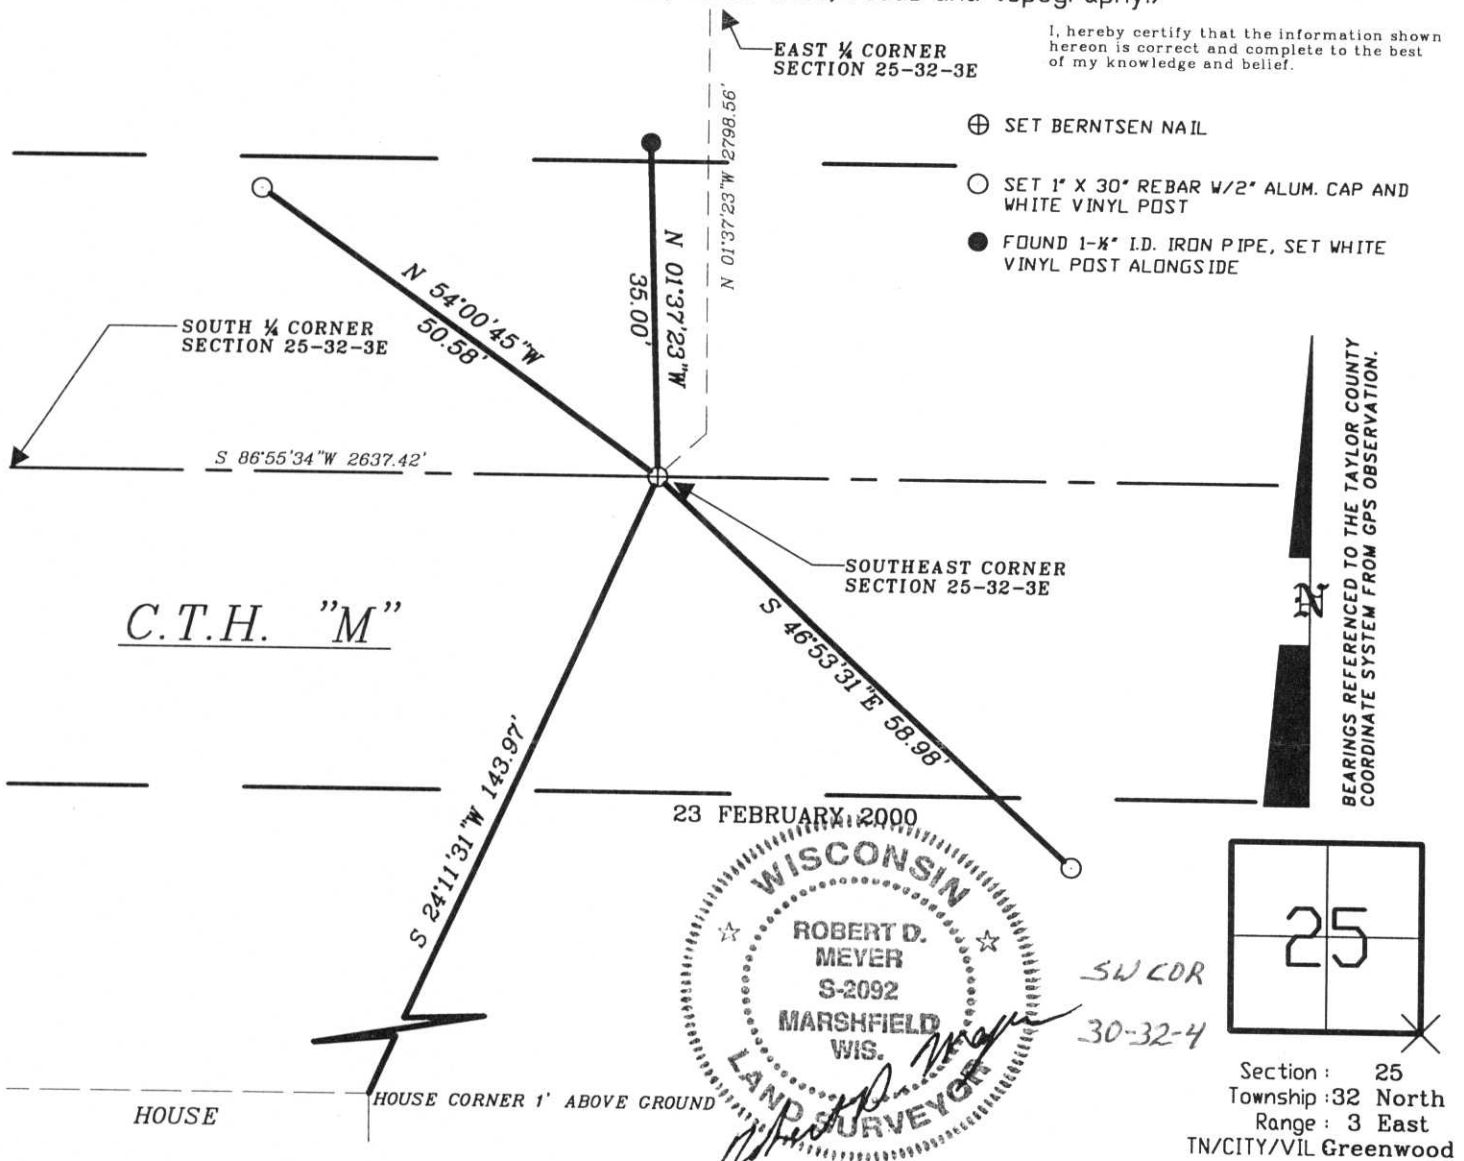 EAST ¼ CORNER
SECTION 25-32-3E
I, hereby certify that the information shown
hereon is correct and complete to the best
of my knowledge and belief.
⊕ SET BERNTSEN NAIL
○ SET 1" X 30" REBAR W/2" ALUM. CAP AND
WHITE VINYL POST
● FOUND 1-¼" I.D. IRON PIPE, SET WHITE
VINYL POST ALONGSIDE
N 01°37'23"W 2798.56'
N 01°37'23"W
35.00'
N 54°00'45"W
50.58'
SOUTH ¼ CORNER
SECTION 25-32-3E
S 86°55'34"W 2637.42'
SOUTHEAST CORNER
SECTION 25-32-3E
C.T.H. "M"
S 46°53'31"E 58.98'
S 24°11'31"W 143.97'
BEARINGS REFERENCED TO THE TAYLOR COUNTY
COORDINATE SYSTEM FROM GPS OBSERVATION.
N
23 FEBRUARY 2000
WISCONSIN
ROBERT D.
MEYER
S-2092
MARSHFIELD
WIS.
LAND SURVEYOR
Robert D. Meyer
SW COR
30-32-4
25
HOUSE CORNER 1' ABOVE GROUND
HOUSE
Section : 25
Township :32 North
Range : 3 East
TN/CITY/VIL Greenwood